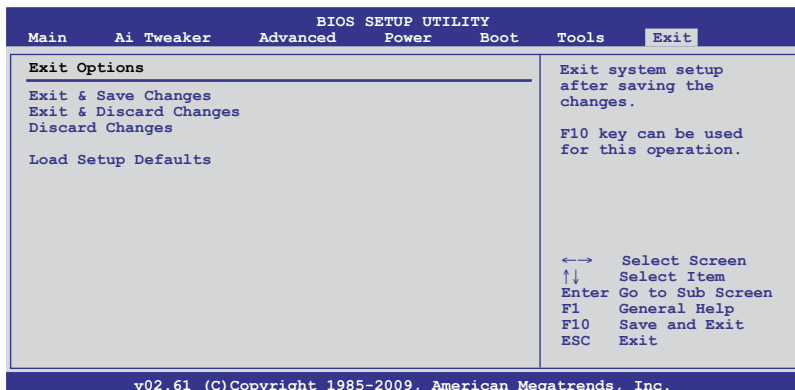 BIOS SETUP UTILITY
Main Ai Tweaker Advanced Power Boot Tools Exit
Exit Options
Exit & Save Changes
Exit & Discard Changes
Discard Changes
Load Setup Defaults
Exit system setup
after saving the
changes.
F10 key can be used
for this operation.
←→ Select Screen
↑↓ Select Item
Enter Go to Sub Screen
F1 General Help
F10 Save and Exit
ESC Exit
v02.61 (C)Copyright 1985-2009, American Megatrends, Inc.